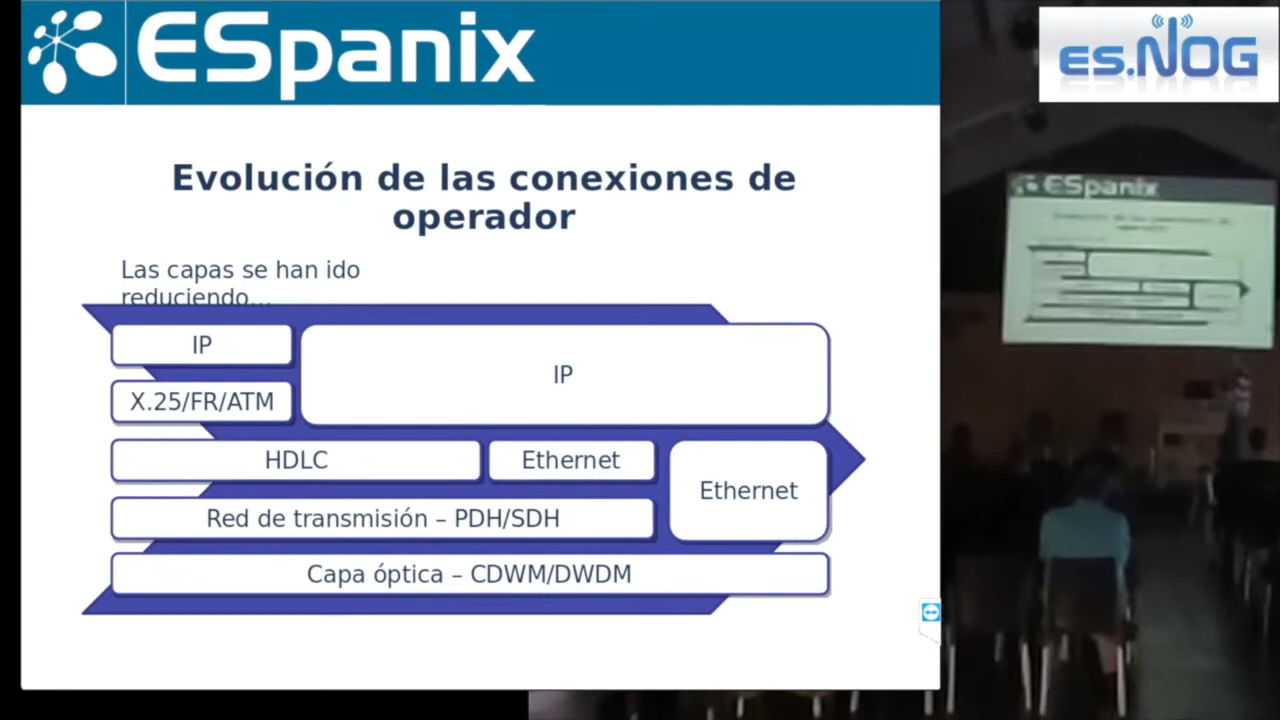 ESpanix
es.NOG
ESpanix
Evolución de las conexiones de
operador
Las capas se han ido
reduciendo...
IP
IP
X.25/FR/ATM
HDLC
Ethernet
Ethernet
Red de transmisión – PDH/SDH
Capa óptica – CDWM/DWDM